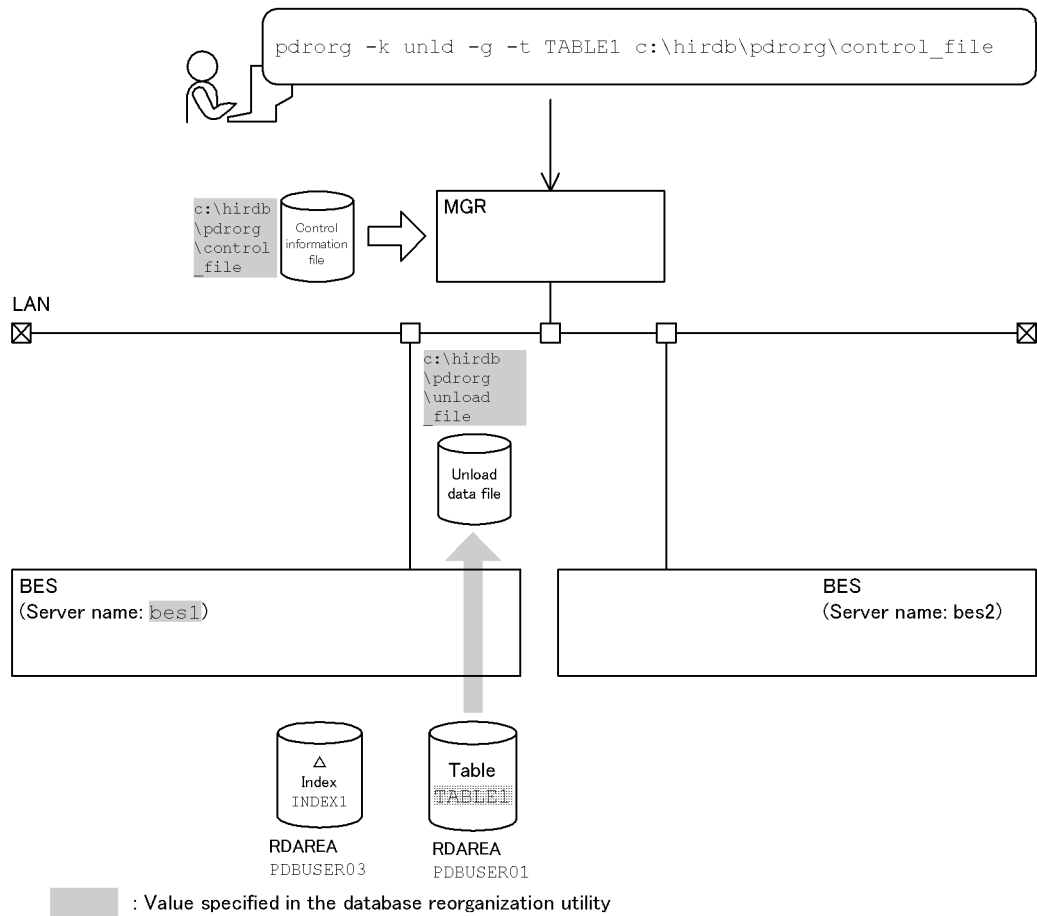 pdrorg -k unld -g -t TABLE1 c:\hirdb\pdrorg\control_file
MGR
c:\hirdb
\pdrorg
\control
_file
Control
information
file
LAN
c:\hirdb
\pdrorg
\unload
_file
Unload
data file
BES
(Server name: bes1)
BES
(Server name: bes2)
Index
INDEX1
Table
TABLE1
RDAREA
PDBUSER03
RDAREA
PDBUSER01
: Value specified in the database reorganization utility